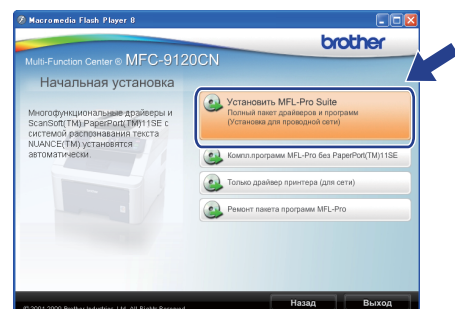 Macromedia Flash Player 8
brother
Multi-Function Center ® MFC-9120CN
Начальная установка
Многофункциональные драйверы и
ScanSoft(TM) PaperPort(TM)11SE с
системой распознавания текста
NUANCE(TM) установятся
автоматически.
Установить MFL-Pro Suite
Полный пакет драйверов и программ
(Установка для проводной сети)
Компл.программ MFL-Pro без PaperPort(TM)11SE
Только драйвер принтера (для сети)
Ремонт пакета программ MFL-Pro
Назад
Выход
© 2001-2009 Brother Industries, Ltd. All Rights Reserved.